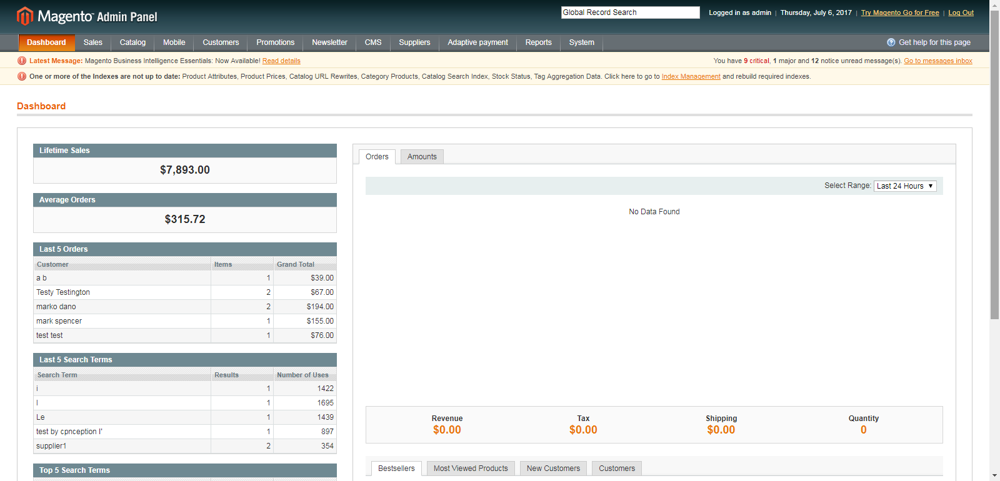 Magento Admin Panel
Global Record Search
Logged in as admin | Thursday, July 6, 2017 | Try Magento Go for Free | Log Out
Dashboard Sales Catalog Mobile Customers Promotions Newsletter CMS Suppliers Adaptive payment Reports System
Get help for this page
Latest Message: Magento Business Intelligence Essentials: Now Available! Read details
You have 9 critical, 1 major and 12 notice unread message(s). Go to messages inbox
One or more of the Indexes are not up to date: Product Attributes, Product Prices, Catalog URL Rewrites, Category Products, Catalog Search Index, Stock Status, Tag Aggregation Data. Click here to go to Index Management and rebuild required indexes.
Dashboard
Lifetime Sales
$7,893.00
Average Orders
$315.72
Last 5 Orders
Customer Items Grand Total
a b 1 $39.00
Testy Testington 2 $67.00
marko dano 2 $194.00
mark spencer 1 $155.00
test test 1 $76.00
Last 5 Search Terms
Search Term Results Number of Uses
i 1 1422
l 1 1695
Le 1 1439
test by cpnception l' 1 897
supplier1 2 354
Top 5 Search Terms
Orders Amounts
Select Range: Last 24 Hours
No Data Found
Revenue Tax Shipping Quantity
$0.00 $0.00 $0.00 0
Bestsellers Most Viewed Products New Customers Customers